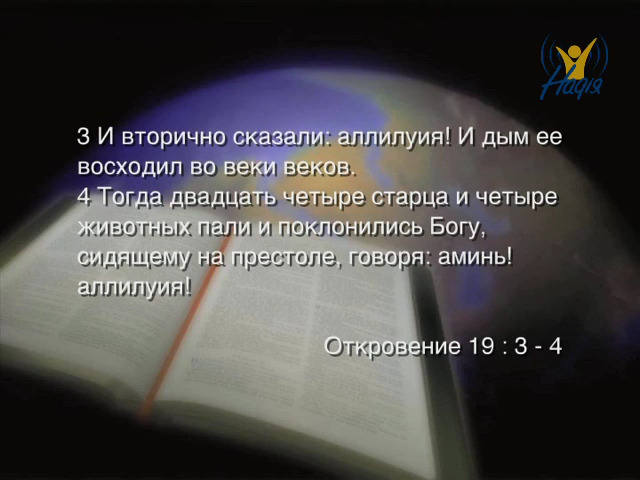 Надія
3 И вторично сказали: аллилуия! И дым ее
восходил во веки веков.
4 Тогда двадцать четыре старца и четыре
животных пали и поклонились Богу,
сидящему на престоле, говоря: аминь!
аллилуия!
Откровение 19 : 3 - 4